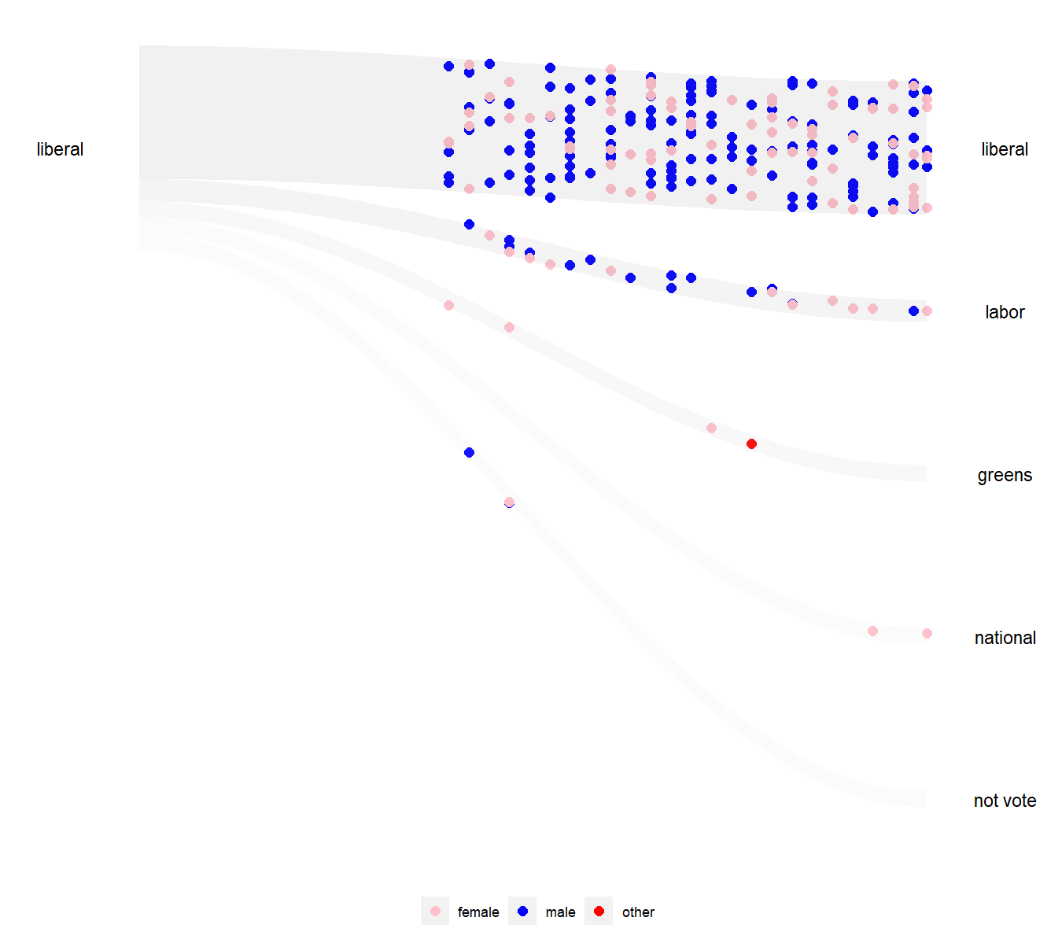 liberal
liberal
labor
greens
national
not vote
female male other